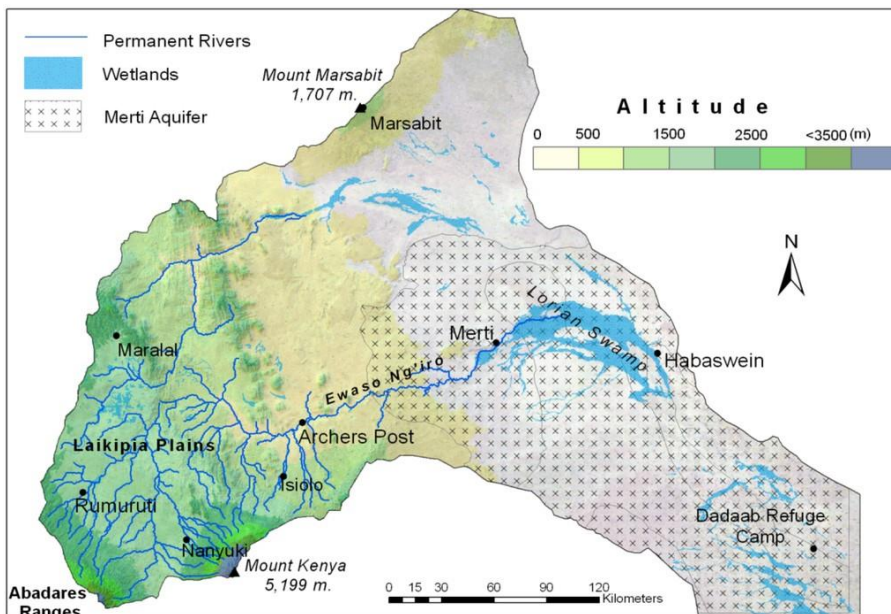 Permanent Rivers
Wetlands
Merti Aquifer
Mount Marsabit
1,707 m.
Marsabit
Altitude
0 500 1500 2500 <3500 (m)
N
Lorian Swamp
Merti
Habaswein
Maralal
Ewaso Ng'iro
Archers Post
Laikipia Plains
Isiolo
Rumuruti
Dadaab Refuge
Camp
Nanyuki
Mount Kenya
5,199 m.
Abadares
Ranges
0 15 30 60 90 120
Kilometers